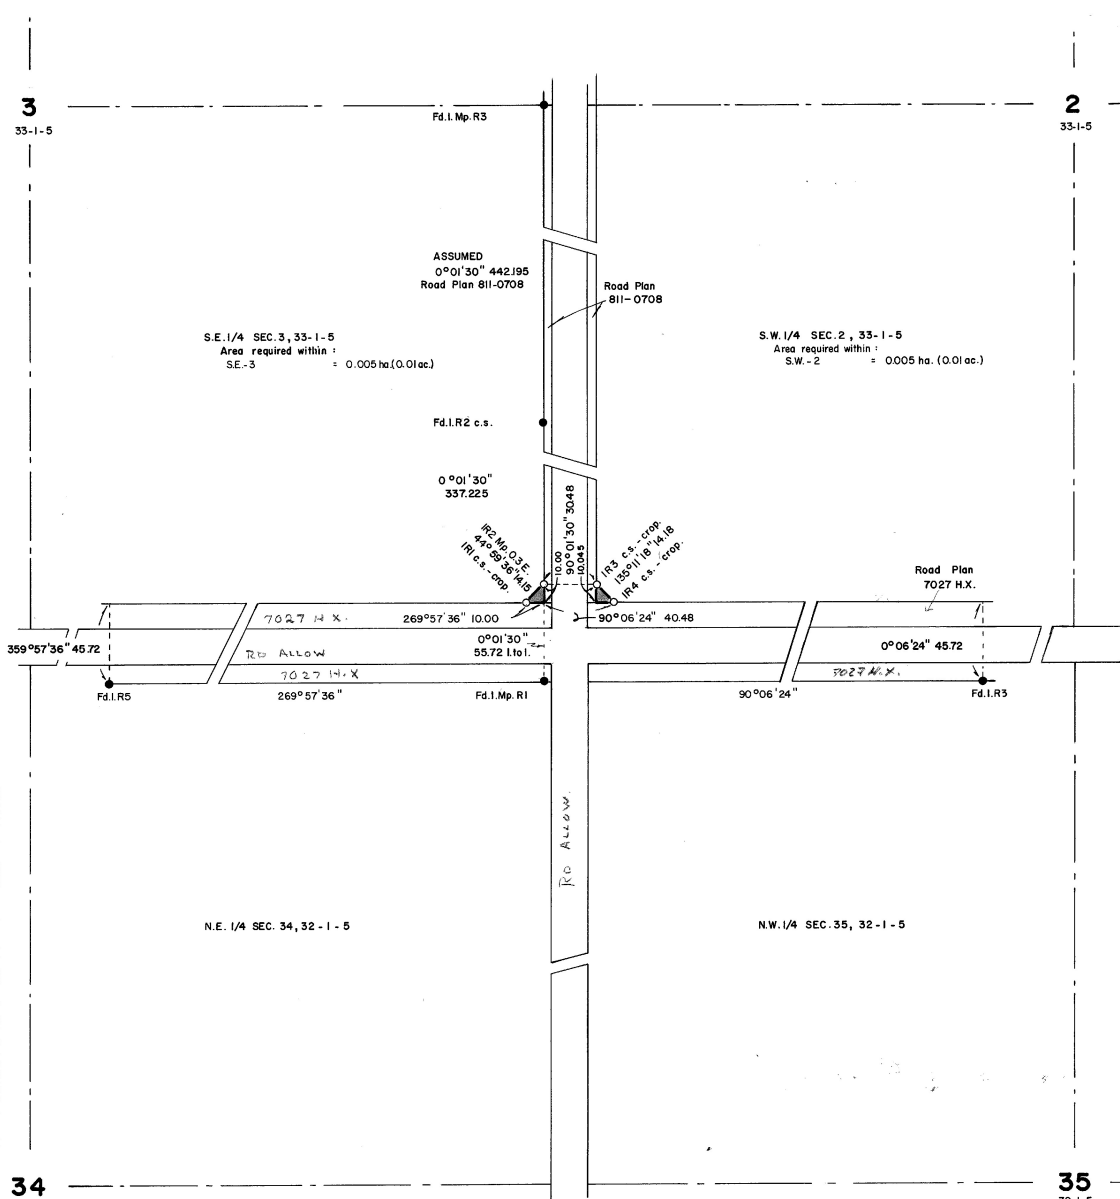 3
33-1-5
2
33-1-5
Fd.I.Mp.R3
ASSUMED
0°01'30" 442.195
Road Plan 811-0708
Road Plan
811-0708
S.E.1/4 SEC.3, 33-1-5
Area required within :
S.E.-3 = 0.005 ha.(0.01ac.)
S.W.1/4 SEC.2, 33-1-5
Area required within :
S.W.-2 = 0.005 ha. (0.01ac.)
Fd.I.R2 c.s.
0°01'30"
337.225
IR2 Mp. 0.3 E.
44°59'36" 14.15
IR1 c.s.-crop.
10.00
90°01'30" 30.48
10.045
IR3 c.s.-crop.
135°11'18" 14.18
IR4 c.s.-crop.
Road Plan
7027 H.X.
7027 H X.
269°57'36" 10.00
90°06'24" 40.48
359°57'36" 45.72
RD ALLOW
0°01'30"
55.72 I.to I.
0°06'24" 45.72
7027 H.X
7027 H.X.
Fd.I.R5
269°57'36"
Fd.I.Mp.R1
90°06'24"
Fd.I.R3
RD ALLOW.
N.E. 1/4 SEC. 34, 32-1-5
N.W. 1/4 SEC. 35, 32-1-5
34
35